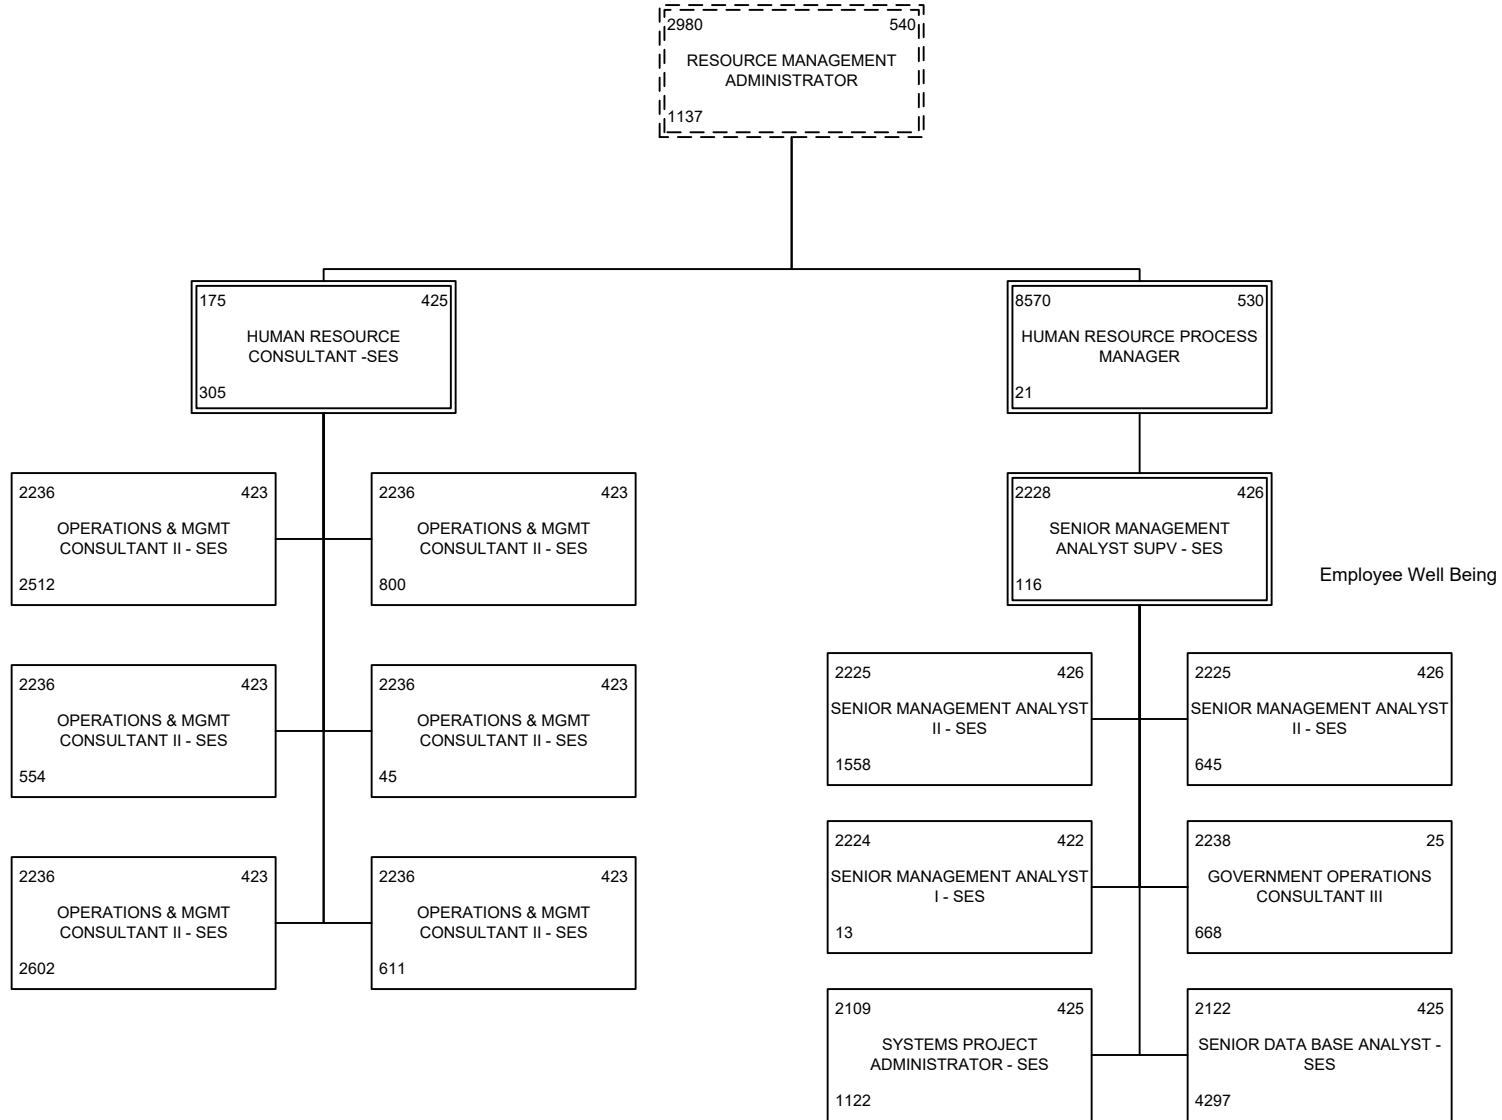 2980 540
RESOURCE MANAGEMENT
ADMINISTRATOR
1137
175 425
HUMAN RESOURCE
CONSULTANT -SES
305
8570 530
HUMAN RESOURCE PROCESS
MANAGER
21
2236 423
OPERATIONS & MGMT
CONSULTANT II - SES
2512
2236 423
OPERATIONS & MGMT
CONSULTANT II - SES
800
2228 426
SENIOR MANAGEMENT
ANALYST SUPV - SES
116
Employee Well Being
2236 423
OPERATIONS & MGMT
CONSULTANT II - SES
554
2236 423
OPERATIONS & MGMT
CONSULTANT II - SES
45
2225 426
SENIOR MANAGEMENT ANALYST
II - SES
1558
2225 426
SENIOR MANAGEMENT ANALYST
II - SES
645
2236 423
OPERATIONS & MGMT
CONSULTANT II - SES
2602
2236 423
OPERATIONS & MGMT
CONSULTANT II - SES
611
2224 422
SENIOR MANAGEMENT ANALYST
I - SES
13
2238 25
GOVERNMENT OPERATIONS
CONSULTANT III
668
2109 425
SYSTEMS PROJECT
ADMINISTRATOR - SES
1122
2122 425
SENIOR DATA BASE ANALYST -
SES
4297